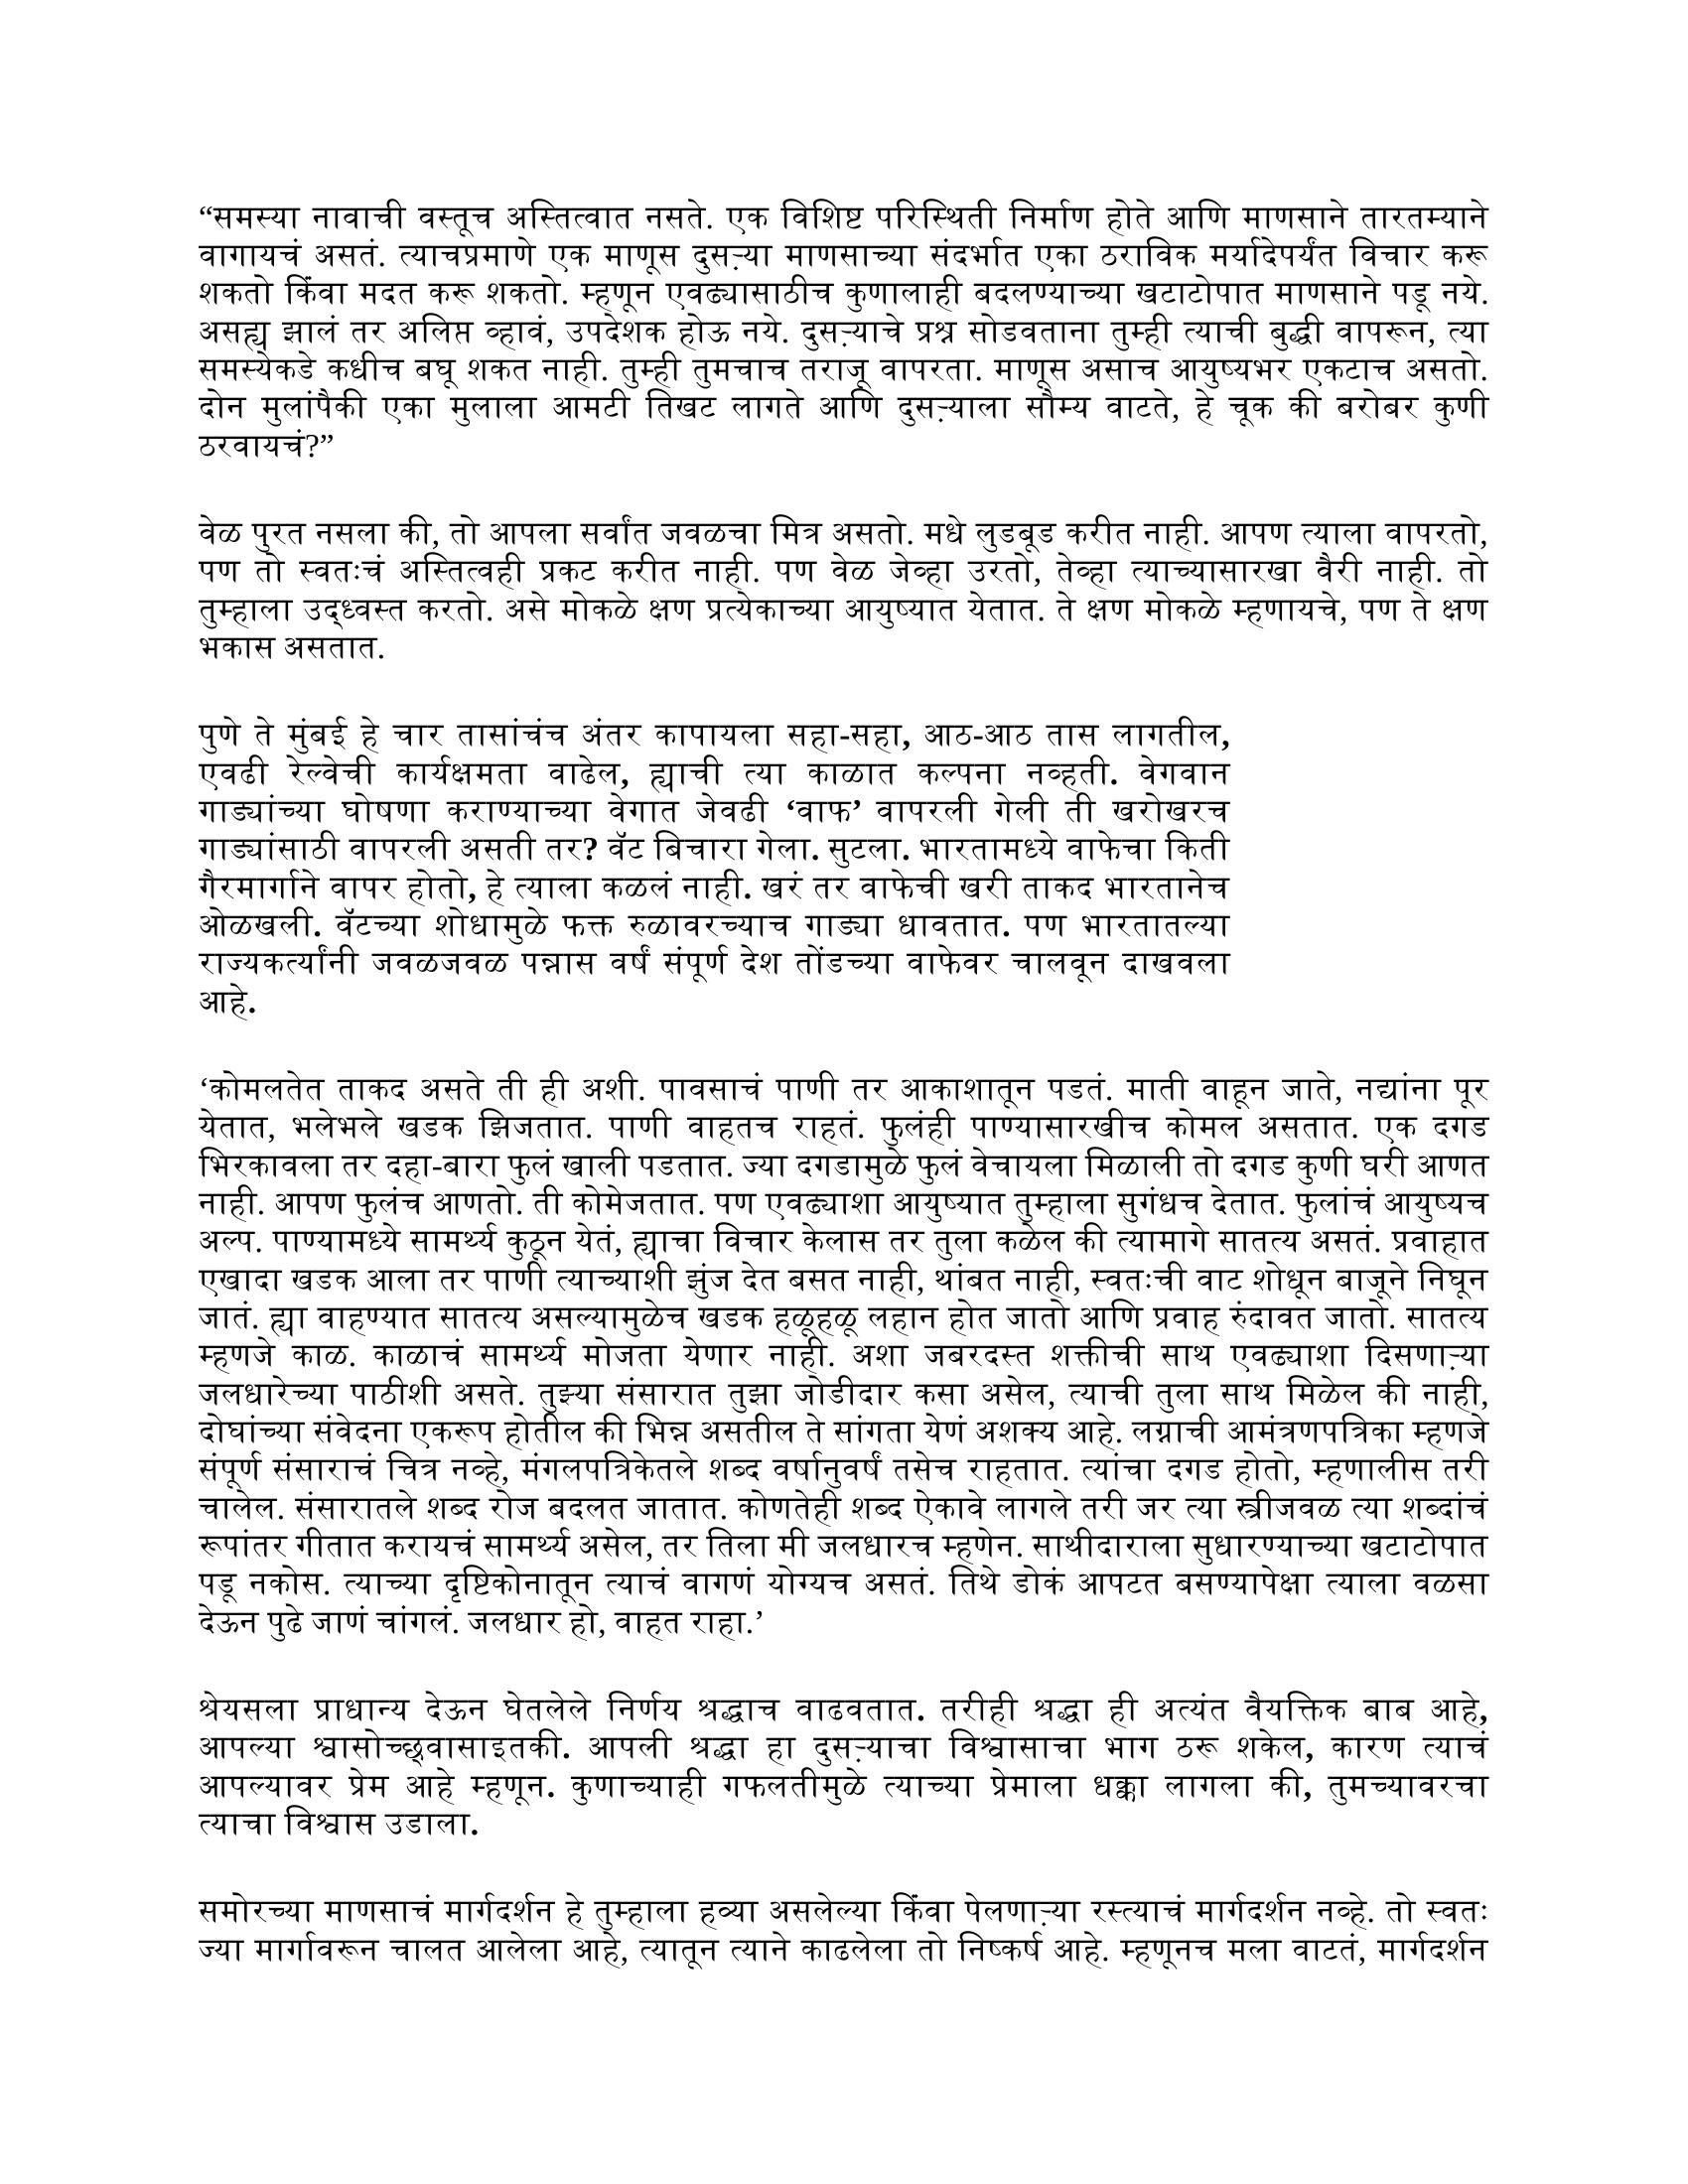 “समस्या नावाची वस्तूच अस्तित्वात नसते. एक विशिष्ट परिस्थिती निर्माण होते आणि माणसाने तारतम्याने
वागायचं असतं. त्याचप्रमाणे एक माणूस दुसऱ्या माणसाच्या संदर्भात एका ठराविक मर्यादेपर्यंत विचार करू
शकतो किंवा मदत करू शकतो. म्हणून एवढ्यासाठीच कुणालाही बदलण्याच्या खटाटोपात माणसाने पडू नये.
असह्य झालं तर अलिप्त व्हावं, उपदेशक होऊ नये. दुसऱ्याचे प्रश्न सोडवताना तुम्ही त्याची बुद्धी वापरून, त्या
समस्येकडे कधीच बघू शकत नाही. तुम्ही तुमचाच तराजू वापरता. माणूस असाच आयुष्यभर एकटाच असतो.
दोन मुलांपैकी एका मुलाला आमटी तिखट लागते आणि दुसऱ्याला सौम्य वाटते, हे चूक की बरोबर कुणी
ठरवायचं?”
वेळ पुरत नसला की, तो आपला सर्वांत जवळचा मित्र असतो. मधे लुडबूड करीत नाही. आपण त्याला वापरतो,
पण तो स्वतःचं अस्तित्वही प्रकट करीत नाही. पण वेळ जेव्हा उरतो, तेव्हा त्याच्यासारखा वैरी नाही. तो
तुम्हाला उद्ध्वस्त करतो. असे मोकळे क्षण प्रत्येकाच्या आयुष्यात येतात. ते क्षण मोकळे म्हणायचे, पण ते क्षण
भकास असतात.
पुणे ते मुंबई हे चार तासांचंच अंतर कापायला सहा-सहा, आठ-आठ तास लागतील,
एवढी रेल्वेची कार्यक्षमता वाढेल, ह्याची त्या काळात कल्पना नव्हती. वेगवान
गाड्यांच्या घोषणा कराण्याच्या वेगात जेवढी ‘वाफ’ वापरली गेली ती खरोखरच
गाड्यांसाठी वापरली असती तर? वॅट बिचारा गेला. सुटला. भारतामध्ये वाफेचा किती
गैरमार्गाने वापर होतो, हे त्याला कळलं नाही. खरं तर वाफेची खरी ताकद भारतानेच
ओळखली. वॅटच्या शोधामुळे फक्त रुळावरच्याच गाड्या धावतात. पण भारतातल्या
राज्यकर्त्यांनी जवळजवळ पन्नास वर्षं संपूर्ण देश तोंडच्या वाफेवर चालवून दाखवला
आहे.
‘कोमलतेत ताकद असते ती ही अशी. पावसाचं पाणी तर आकाशातून पडतं. माती वाहून जाते, नद्यांना पूर
येतात, भलेभले खडक झिजतात. पाणी वाहतच राहतं. फुलंही पाण्यासारखीच कोमल असतात. एक दगड
भिरकावला तर दहा-बारा फुलं खाली पडतात. ज्या दगडामुळे फुलं वेचायला मिळाली तो दगड कुणी घरी आणत
नाही. आपण फुलंच आणतो. ती कोमेजतात. पण एवढ्याशा आयुष्यात तुम्हाला सुगंधच देतात. फुलांचं आयुष्यच
अल्प. पाण्यामध्ये सामर्थ्य कुठून येतं, ह्याचा विचार केलास तर तुला कळेल की त्यामागे सातत्य असतं. प्रवाहात
एखादा खडक आला तर पाणी त्याच्याशी झुंज देत बसत नाही, थांबत नाही, स्वतःची वाट शोधून बाजूने निघून
जातं. ह्या वाहण्यात सातत्य असल्यामुळेच खडक हळूहळू लहान होत जातो आणि प्रवाह रुंदावत जातो. सातत्य
म्हणजे काळ. काळाचं सामर्थ्य मोजता येणार नाही. अशा जबरदस्त शक्तीची साथ एवढ्याशा दिसणाऱ्या
जलधारेच्या पाठीशी असते. तुझ्या संसारात तुझा जोडीदार कसा असेल, त्याची तुला साथ मिळेल की नाही,
दोघांच्या संवेदना एकरूप होतील की भिन्न असतील ते सांगता येणं अशक्य आहे. लग्नाची आमंत्रणपत्रिका म्हणजे
संपूर्ण संसाराचं चित्र नव्हे, मंगलपत्रिकेतले शब्द वर्षानुवर्षं तसेच राहतात. त्यांचा दगड होतो, म्हणालीस तरी
चालेल. संसारातले शब्द रोज बदलत जातात. कोणतेही शब्द ऐकावे लागले तरी जर त्या स्त्रीजवळ त्या शब्दांचं
रूपांतर गीतात करायचं सामर्थ्य असेल, तर तिला मी जलधारच म्हणेन. साथीदाराला सुधारण्याच्या खटाटोपात
पडू नकोस. त्याच्या दृष्टिकोनातून त्याचं वागणं योग्यच असतं. तिथे डोकं आपटत बसण्यापेक्षा त्याला वळसा
देऊन पुढे जाणं चांगलं. जलधार हो, वाहत राहा.’
श्रेयसला प्राधान्य देऊन घेतलेले निर्णय श्रद्धाच वाढवतात. तरीही श्रद्धा ही अत्यंत वैयक्तिक बाब आहे,
आपल्या श्वासोच्छ्वासाइतकी. आपली श्रद्धा हा दुसऱ्याचा विश्वासाचा भाग ठरू शकेल, कारण त्याचं
आपल्यावर प्रेम आहे म्हणून. कुणाच्याही गफलतीमुळे त्याच्या प्रेमाला धक्का लागला की, तुमच्यावरचा
त्याचा विश्वास उडाला.
समोरच्या माणसाचं मार्गदर्शन हे तुम्हाला हव्या असलेल्या किंवा पेलणाऱ्या रस्त्याचं मार्गदर्शन नव्हे. तो स्वतः
ज्या मार्गावरून चालत आलेला आहे, त्यातून त्याने काढलेला तो निष्कर्ष आहे. म्हणूनच मला वाटतं, मार्गदर्शन